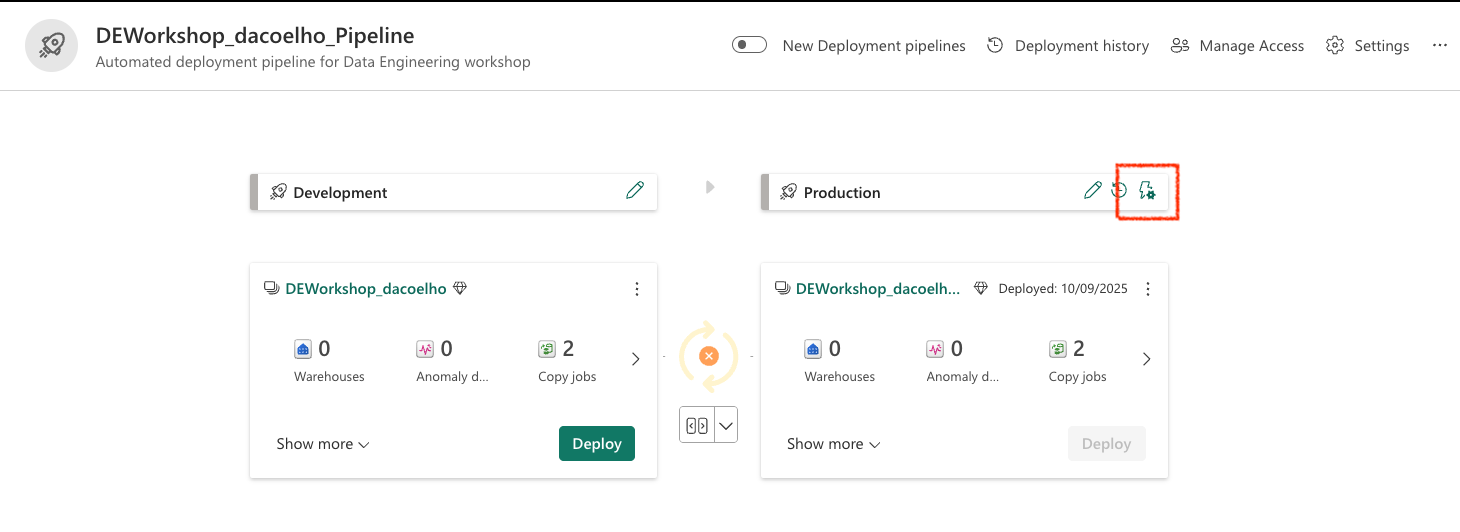 DEWorkshop_dacoelho_Pipeline
Automated deployment pipeline for Data Engineering workshop
New Deployment pipelines
Deployment history
Manage Access
Settings
Development
Production
DEWorkshop_dacoelho
0
Warehouses
0
Anomaly d...
2
Copy jobs
Show more
Deploy
DEWorkshop_dacoelh...
Deployed: 10/09/2025
0
Warehouses
0
Anomaly d...
2
Copy jobs
Show more
Deploy